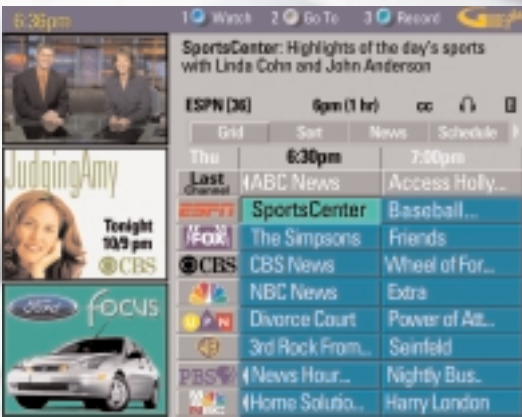 6:36pm
1 Watch 2 Go To 3 Record
SportsCenter: Highlights of the day's sports
with Linda Cohn and John Anderson
ESPN [36] 6pm (1 hr) cc
Grid Sort News Schedule
Thu 6:30pm 7:00pm
Last Channel ABC News Access Holly...
ESPN SportsCenter Baseball...
FOX The Simpsons Friends
CBS CBS News Wheel of For...
NBC News Extra
UPN Divorce Court Power of Att...
3rd Rock From... Seinfeld
PBS News Hour... Nightly Bus..
Home Solutio... Harry London
Judging Amy
Tonight
10/9 pm
CBS
Ford focus